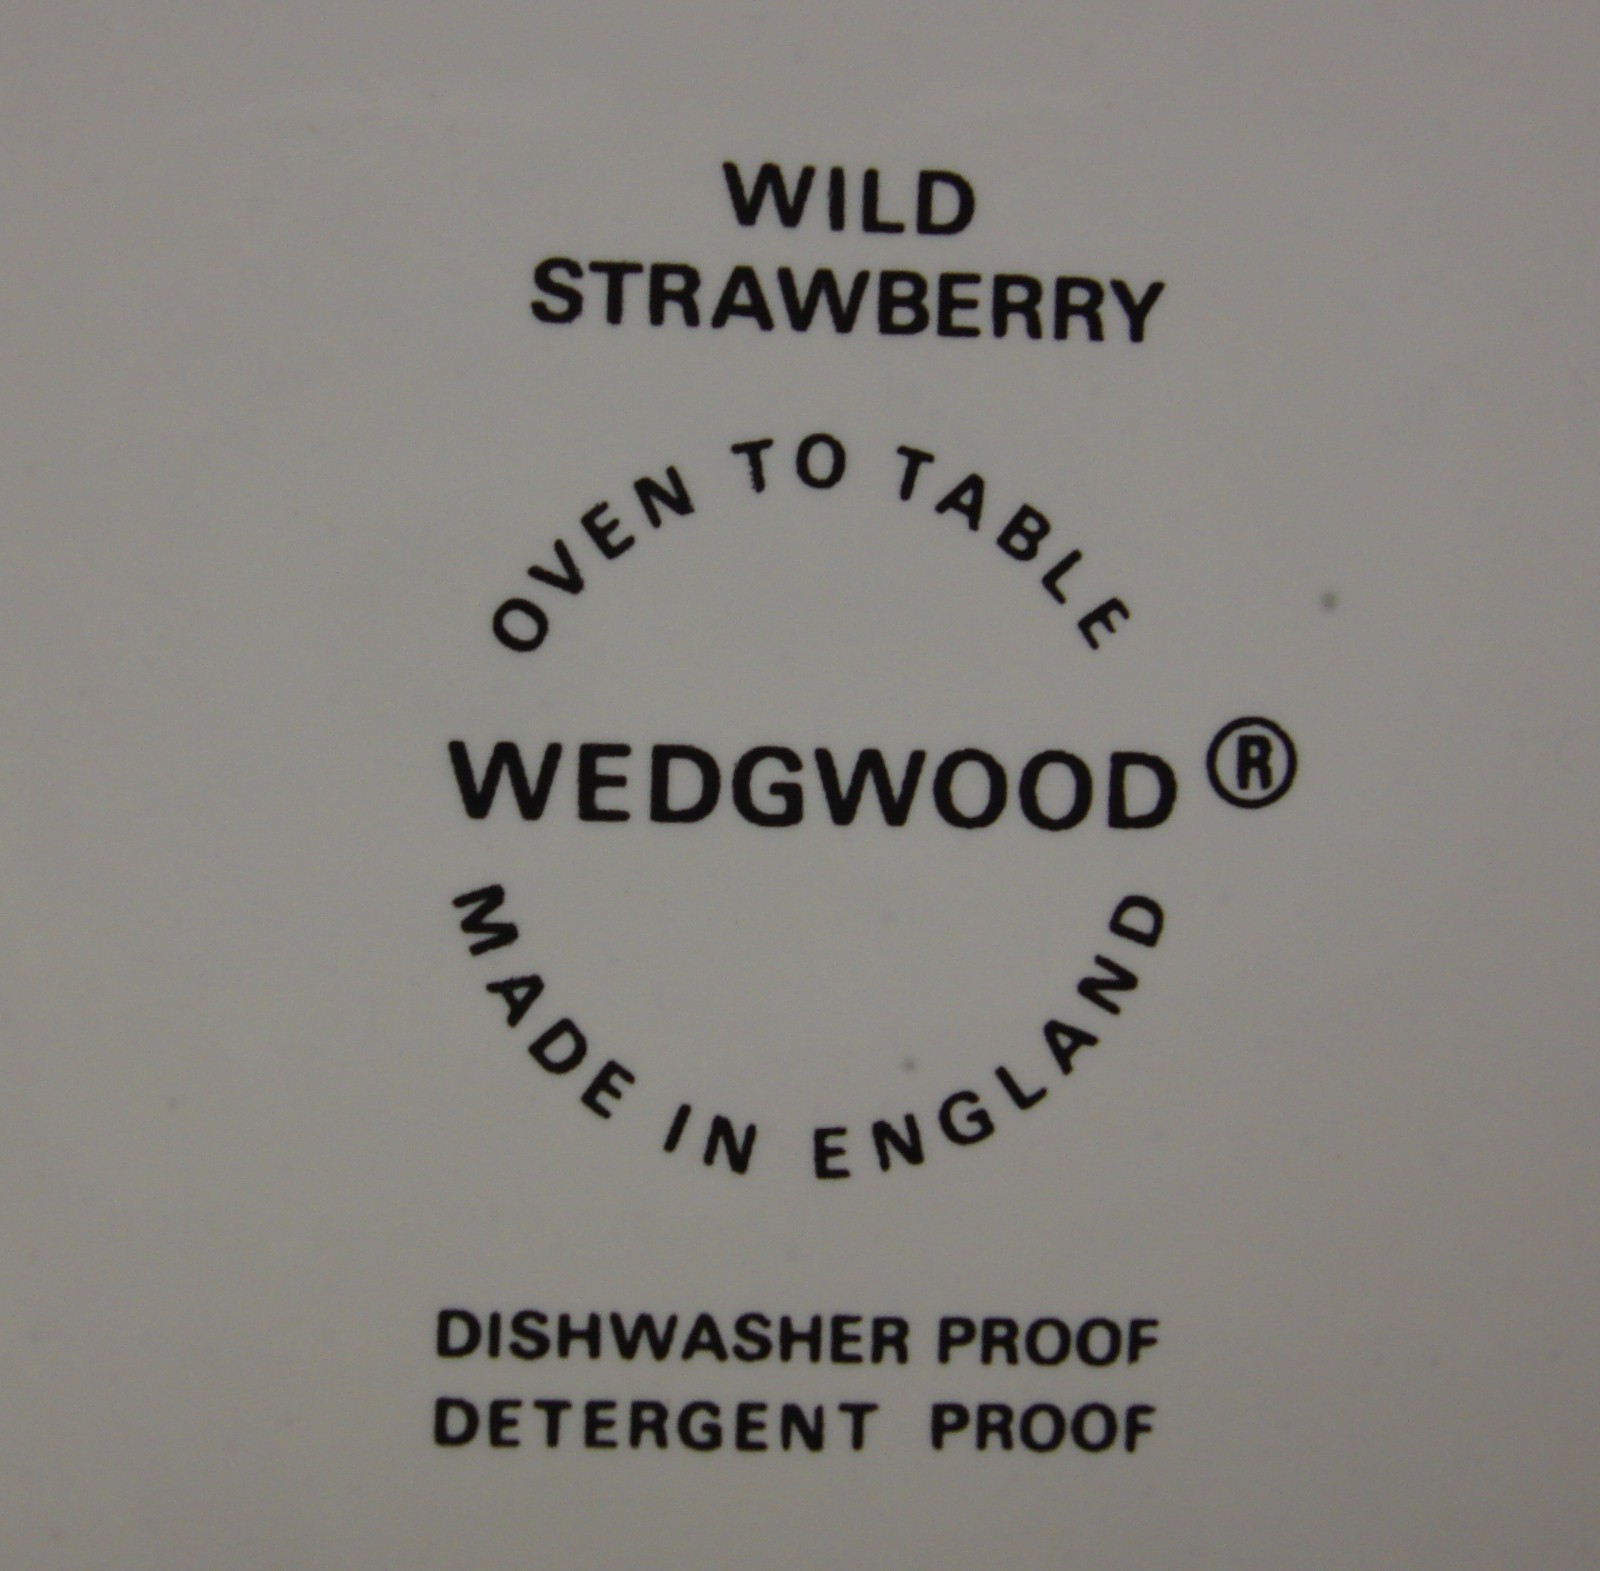 WILD
STRAWBERRY
OVEN TO TABLE
WEDGWOOD ®
MADE IN ENGLAND
DISHWASHER PROOF
DETERGENT PROOF